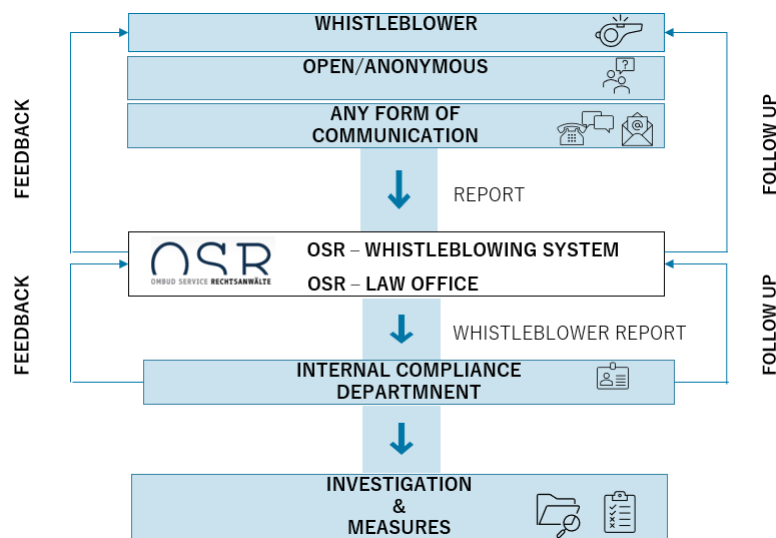 WHISTLEBLOWER
OPEN/ANONYMOUS
?
ANY FORM OF
COMMUNICATION
@
FEEDBACK
FOLLOW UP
REPORT
OSR
OMBUD SERVICE RECHTSANWÄLTE
OSR – WHISTLEBLOWING SYSTEM
OSR – LAW OFFICE
FEEDBACK
FOLLOW UP
WHISTLEBLOWER REPORT
INTERNAL COMPLIANCE
DEPARTMNENT
INVESTIGATION
&
MEASURES